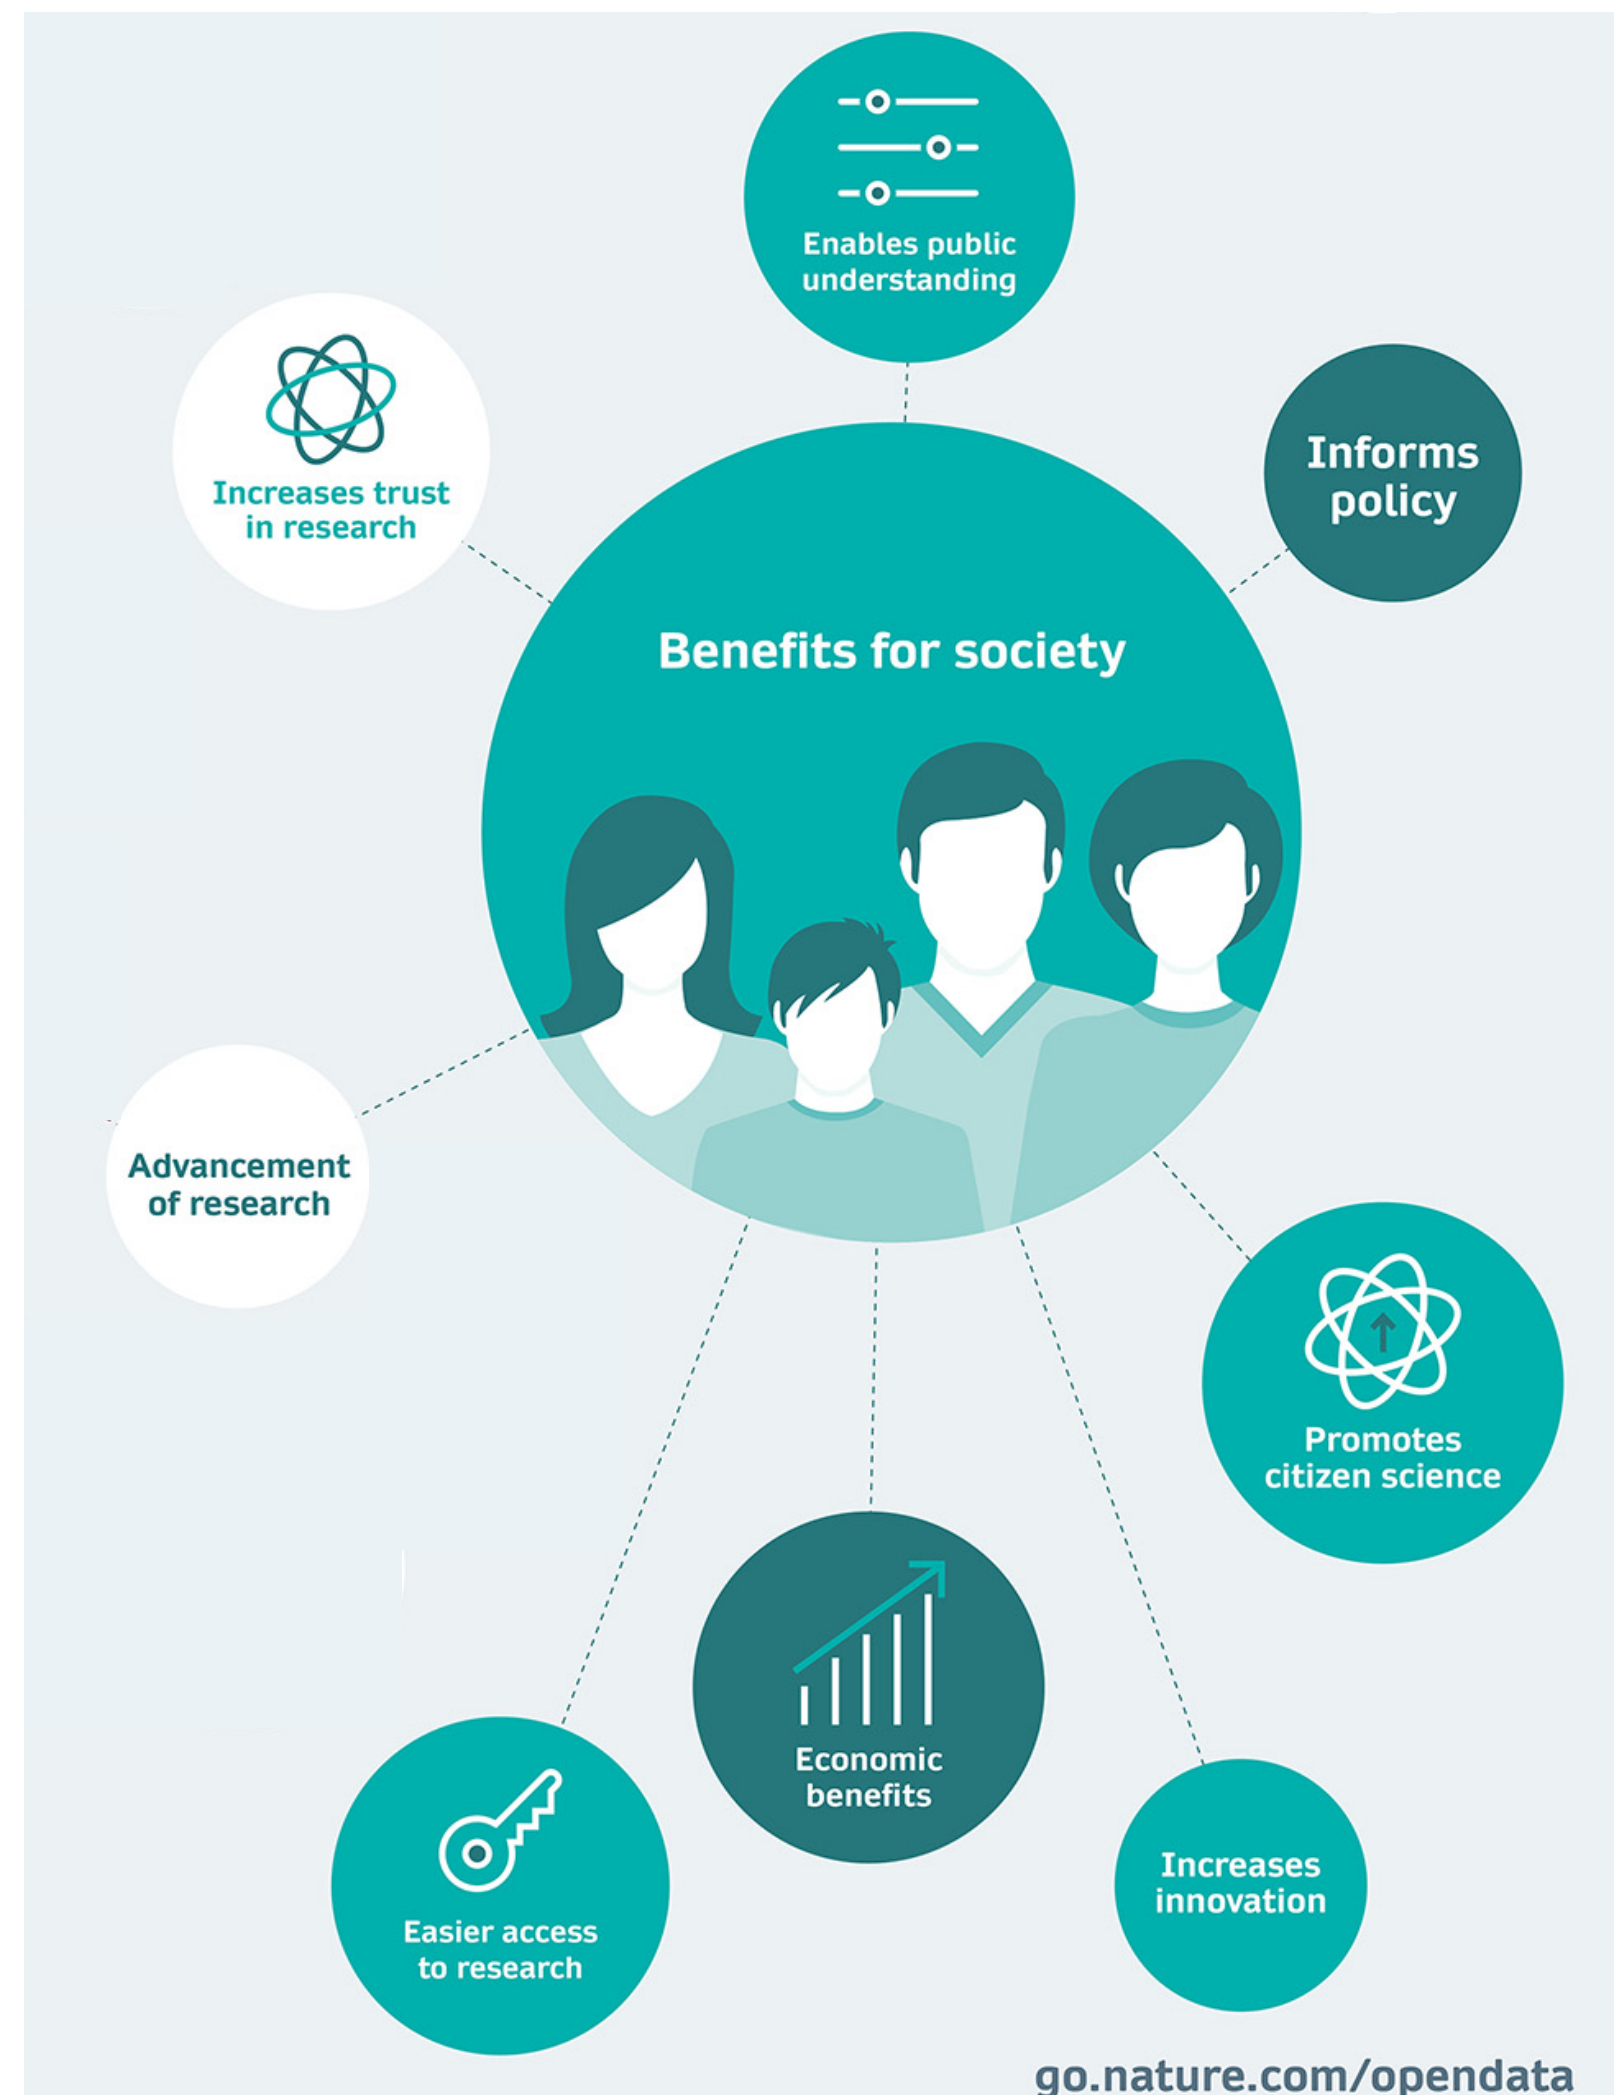 Enables public
understanding
Increases trust
in research
Informs
policy
Benefits for society
Advancement
of research
Promotes
citizen science
Economic
benefits
Easier access
to research
Increases
innovation
go.nature.com/opendata